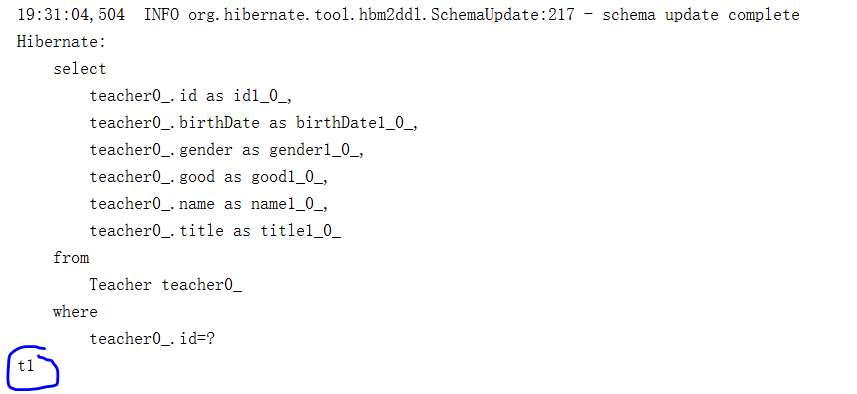 19:31:04,504  INFO org.hibernate.tool.hbm2ddl.SchemaUpdate:217 - schema update complete
Hibernate:
    select
        teacher0_.id as id1_0_,
        teacher0_.birthDate as birthDate1_0_,
        teacher0_.gender as gender1_0_,
        teacher0_.good as good1_0_,
        teacher0_.name as name1_0_,
        teacher0_.title as title1_0_
    from
        Teacher teacher0_
    where
        teacher0_.id=?
t1